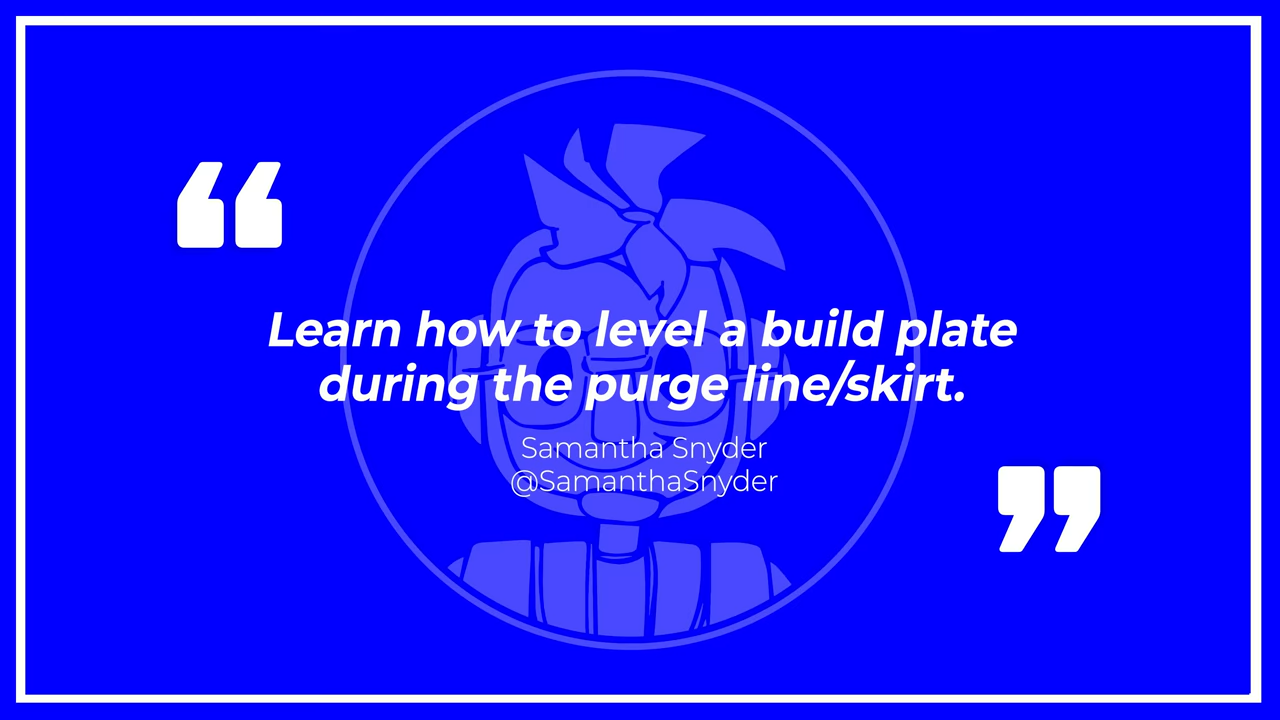 “
Learn how to level a build plate
during the purge line/skirt.
Samantha Snyder
@SamanthaSnyder
”